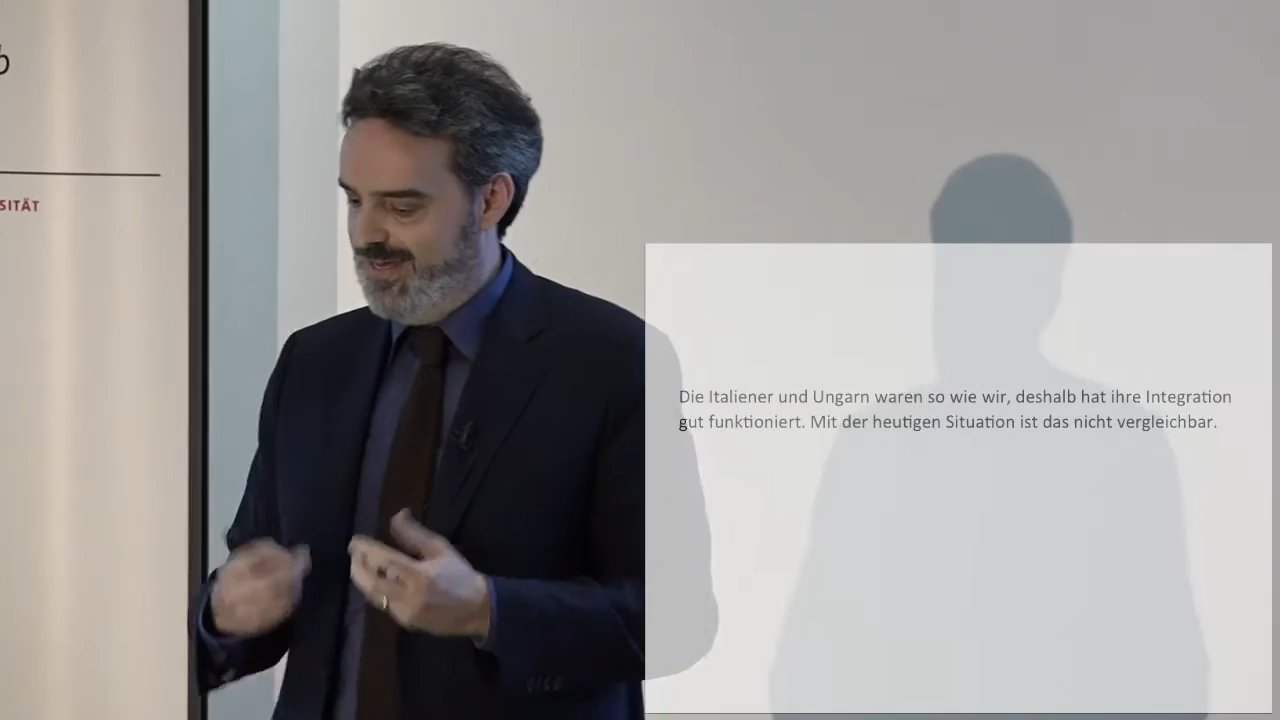 SITÄT
Die Italiener und Ungarn waren so wie wir, deshalb hat ihre Integration
gut funktioniert. Mit der heutigen Situation ist das nicht vergleichbar.